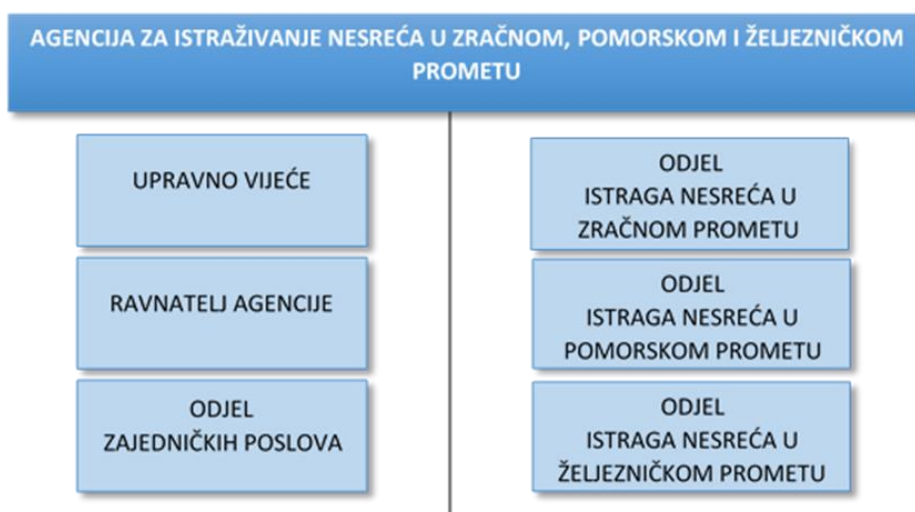 AGENCIJA ZA ISTRAŽIVANJE NESREĆA U ZRAČNOM, POMORSKOM I ŽELJEZNIČKOM
PROMETU
UPRAVNO VIJEĆE
RAVNATELJ AGENCIJE
ODJEL
ZAJEDNIČKIH POSLOVA
ODJEL
ISTRAGA NESREĆA U
ZRAČNOM PROMETU
ODJEL
ISTRAGA NESREĆA U
POMORSKOM PROMETU
ODJEL
ISTRAGA NESREĆA U
ŽELJEZNIČKOM PROMETU